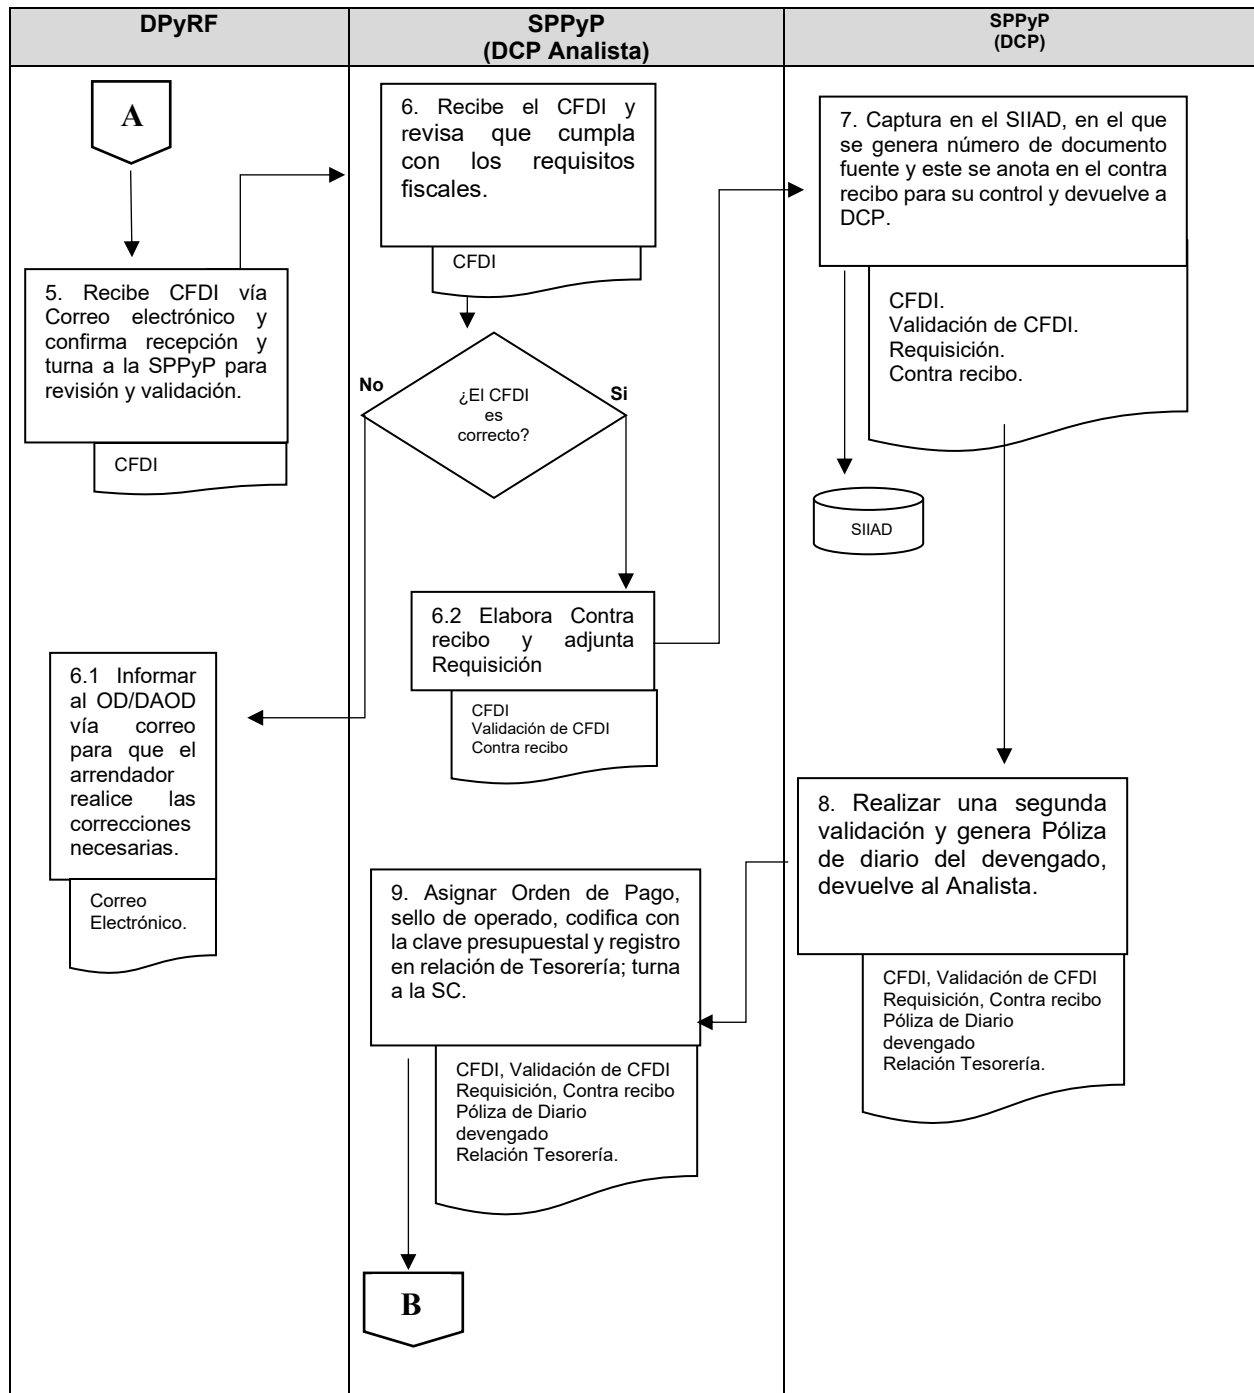 DPyRF
SPPyP
(DCP Analista)
SPPyP
(DCP)
A
5. Recibe CFDI vía
Correo electrónico y
confirma recepción y
turna a la SPPyP para
revisión y validación.
CFDI
6. Recibe el CFDI y
revisa que cumpla
con los requisitos
fiscales.
CFDI
¿El CFDI
es
correcto?
No
Si
6.1 Informar
al OD/DAOD
vía correo
para que el
arrendador
realice las
correcciones
necesarias.
Correo
Electrónico.
6.2 Elabora Contra
recibo y adjunta
Requisición
CFDI
Validación de CFDI
Contra recibo
7. Captura en el SIIAD, en el que
se genera número de documento
fuente y este se anota en el contra
recibo para su control y devuelve a
DCP.
CFDI.
Validación de CFDI.
Requisición.
Contra recibo.
SIIAD
8. Realizar una segunda
validación y genera Póliza
de diario del devengado,
devuelve al Analista.
CFDI, Validación de CFDI
Requisición, Contra recibo
Póliza de Diario
devengado
Relación Tesorería.
9. Asignar Orden de Pago,
sello de operado, codifica con
la clave presupuestal y registro
en relación de Tesorería; turna
a la SC.
CFDI, Validación de CFDI
Requisición, Contra recibo
Póliza de Diario
devengado
Relación Tesorería.
B